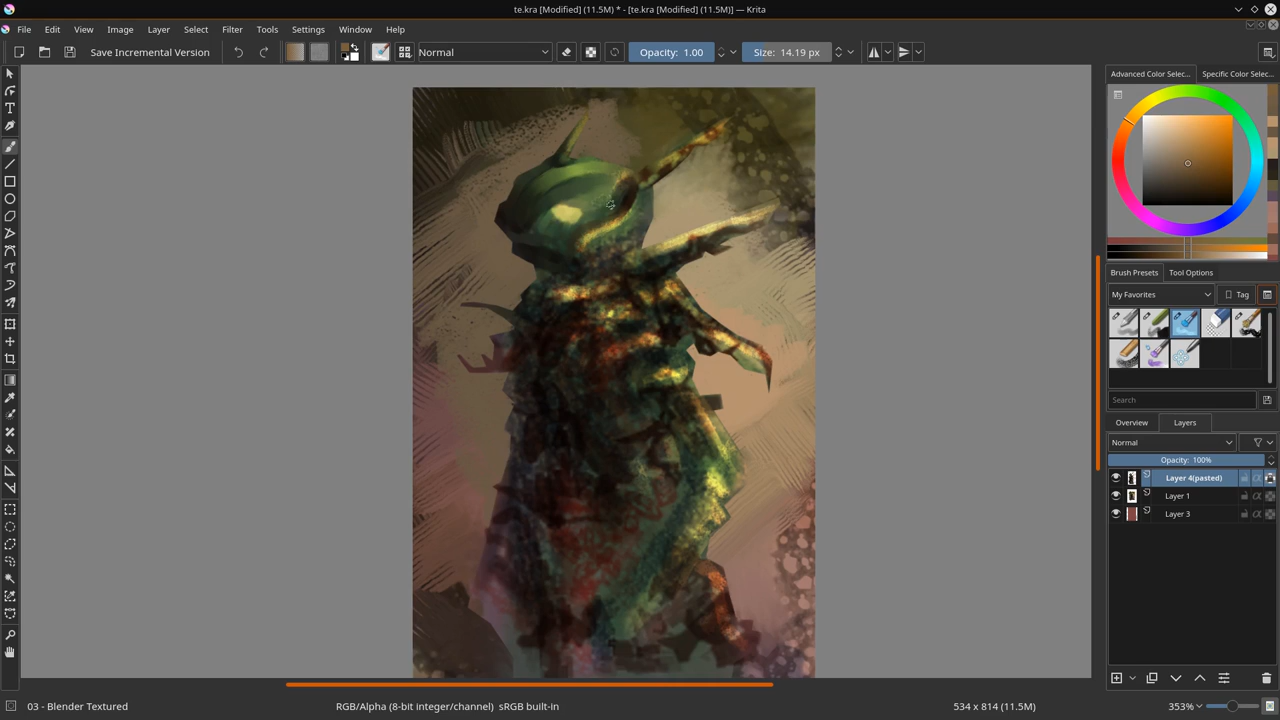 te.kra [Modified] (11.5M) * - [te.kra [Modified] (11.5M)] — Krita
File Edit View Image Layer Select Filter Tools Settings Window Help
Save Incremental Version Normal Opacity: 1.00 Size: 14.19 px
Advanced Color Selec... Specific Color Selec...
Brush Presets Tool Options
My Favorites Tag
Search
Overview Layers
Normal
Opacity: 100%
Layer 4(pasted)
Layer 1
Layer 3
03 - Blender Textured RGB/Alpha (8-bit integer/channel) sRGB built-in 534 x 814 (11.5M) 353%